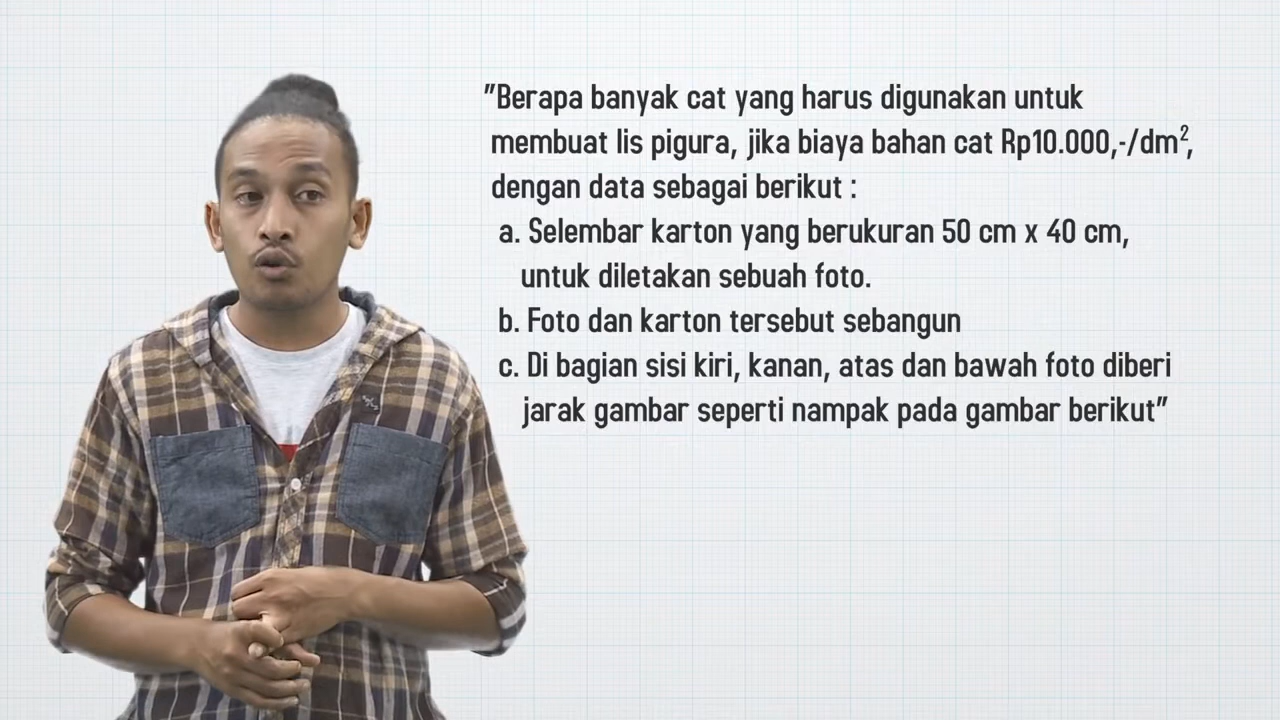 "Berapa banyak cat yang harus digunakan untuk
membuat lis pigura, jika biaya bahan cat Rp10.000,-/dm²,
dengan data sebagai berikut :
a. Selembar karton yang berukuran 50 cm x 40 cm,
untuk diletakan sebuah foto.
b. Foto dan karton tersebut sebangun
c. Di bagian sisi kiri, kanan, atas dan bawah foto diberi
jarak gambar seperti nampak pada gambar berikut"